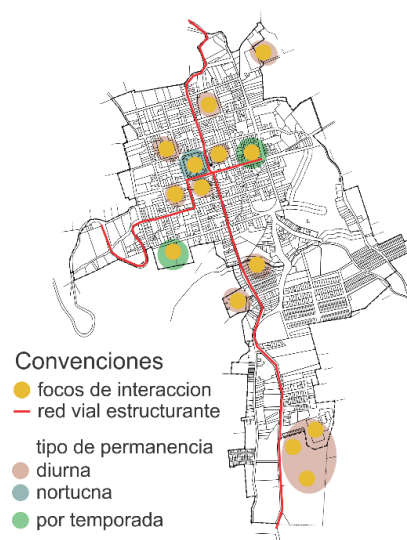 Convenciones
focos de interaccion
red vial estructurante
tipo de permanencia
diurna
nortucna
por temporada